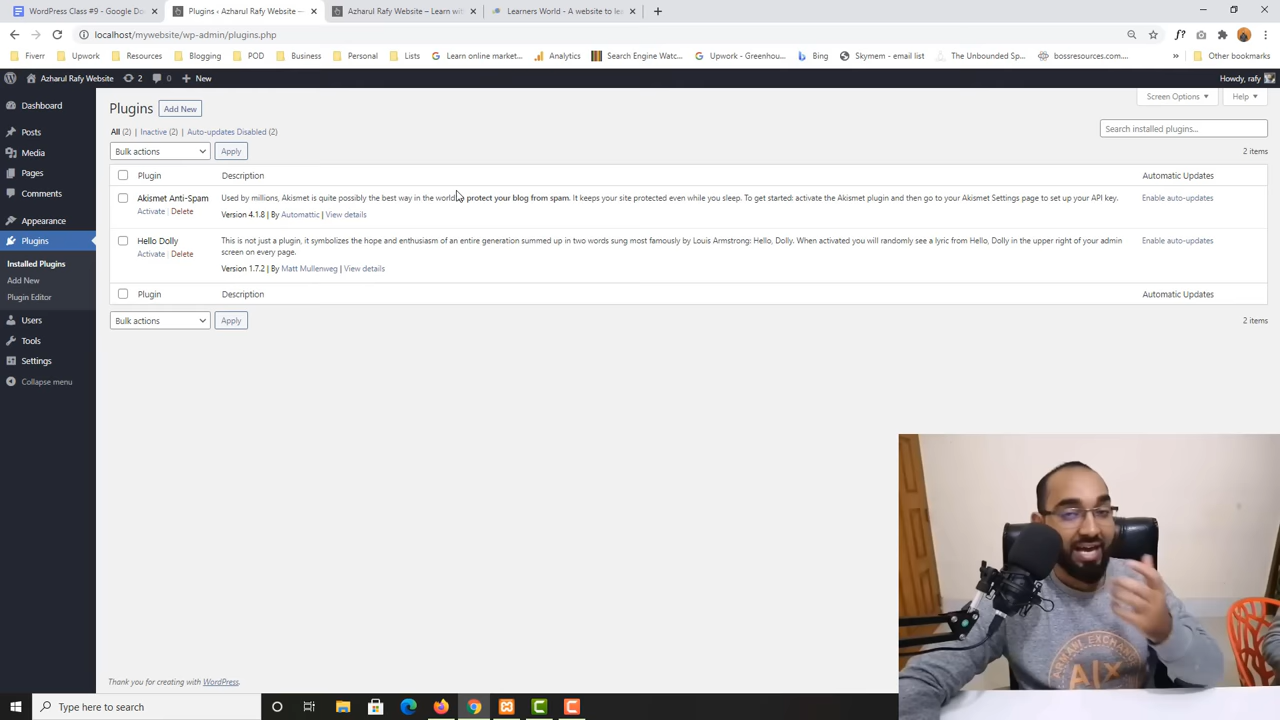 WordPress Class #9 - Google Do
Plugins ‹ Azharul Rafy Website –
Azharul Rafy Website – Learn wit
Learners World - A website to le
localhost/mywebsite/wp-admin/plugins.php
Fiverr
Upwork
Resources
Blogging
POD
Business
Personal
Lists
Learn online market...
Analytics
Search Engine Watc...
Upwork - Greenhou...
Bing
Skymem - email list
The Unbounded Sp...
bossresources.com...
»
Other bookmarks
Azharul Rafy Website
2
0
+ New
Howdy, rafy
Dashboard
Posts
Media
Pages
Comments
Appearance
Plugins
Installed Plugins
Add New
Plugin Editor
Users
Tools
Settings
Collapse menu
Plugins
Add New
Screen Options
Help
All (2) | Inactive (2) | Auto-updates Disabled (2)
Search installed plugins...
Bulk actions
Apply
2 items
Plugin
Description
Automatic Updates
Akismet Anti-Spam
Activate | Delete
Used by millions, Akismet is quite possibly the best way in the world protect your blog from spam. It keeps your site protected even while you sleep. To get started: activate the Akismet plugin and then go to your Akismet Settings page to set up your API key.
Version 4.1.8 | By Automattic | View details
Enable auto-updates
Hello Dolly
Activate | Delete
This is not just a plugin, it symbolizes the hope and enthusiasm of an entire generation summed up in two words sung most famously by Louis Armstrong: Hello, Dolly. When activated you will randomly see a lyric from Hello, Dolly in the upper right of your admin
screen on every page.
Version 1.7.2 | By Matt Mullenweg | View details
Enable auto-updates
Plugin
Description
Automatic Updates
Bulk actions
Apply
2 items
Thank you for creating with WordPress.
Type here to search
A|X